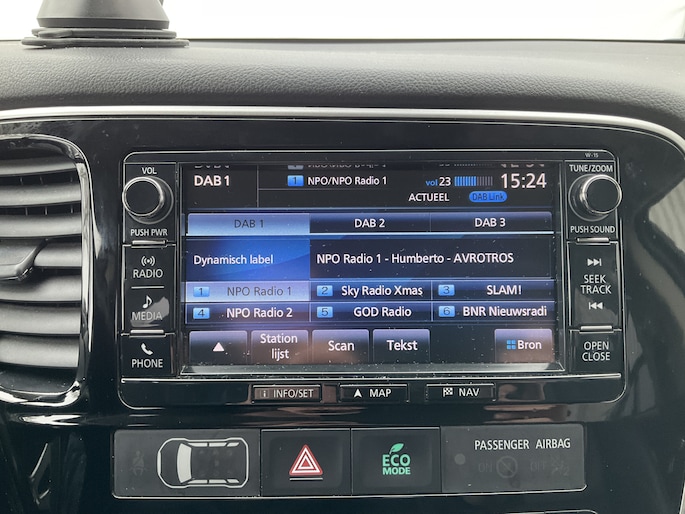 VOL
W-15
TUNE/ZOOM
DAB 1
1 NPO/NPO Radio 1
vol 23
15:24
ACTUEEL
DAB Link
PUSH PWR
PUSH SOUND
DAB 1 DAB 2 DAB 3
Dynamisch label
NPO Radio 1 - Humberto - AVROTROS
RADIO
SEEK
TRACK
1 NPO Radio 1
2 Sky Radio Xmas
3 SLAM!
MEDIA
4 NPO Radio 2
5 GOD Radio
6 BNR Nieuwsradi
Station
lijst
Scan
Tekst
Bron
PHONE
OPEN
CLOSE
i INFO/SET
MAP
NAV
ECO
MODE
PASSENGER AIRBAG
ON
OFF